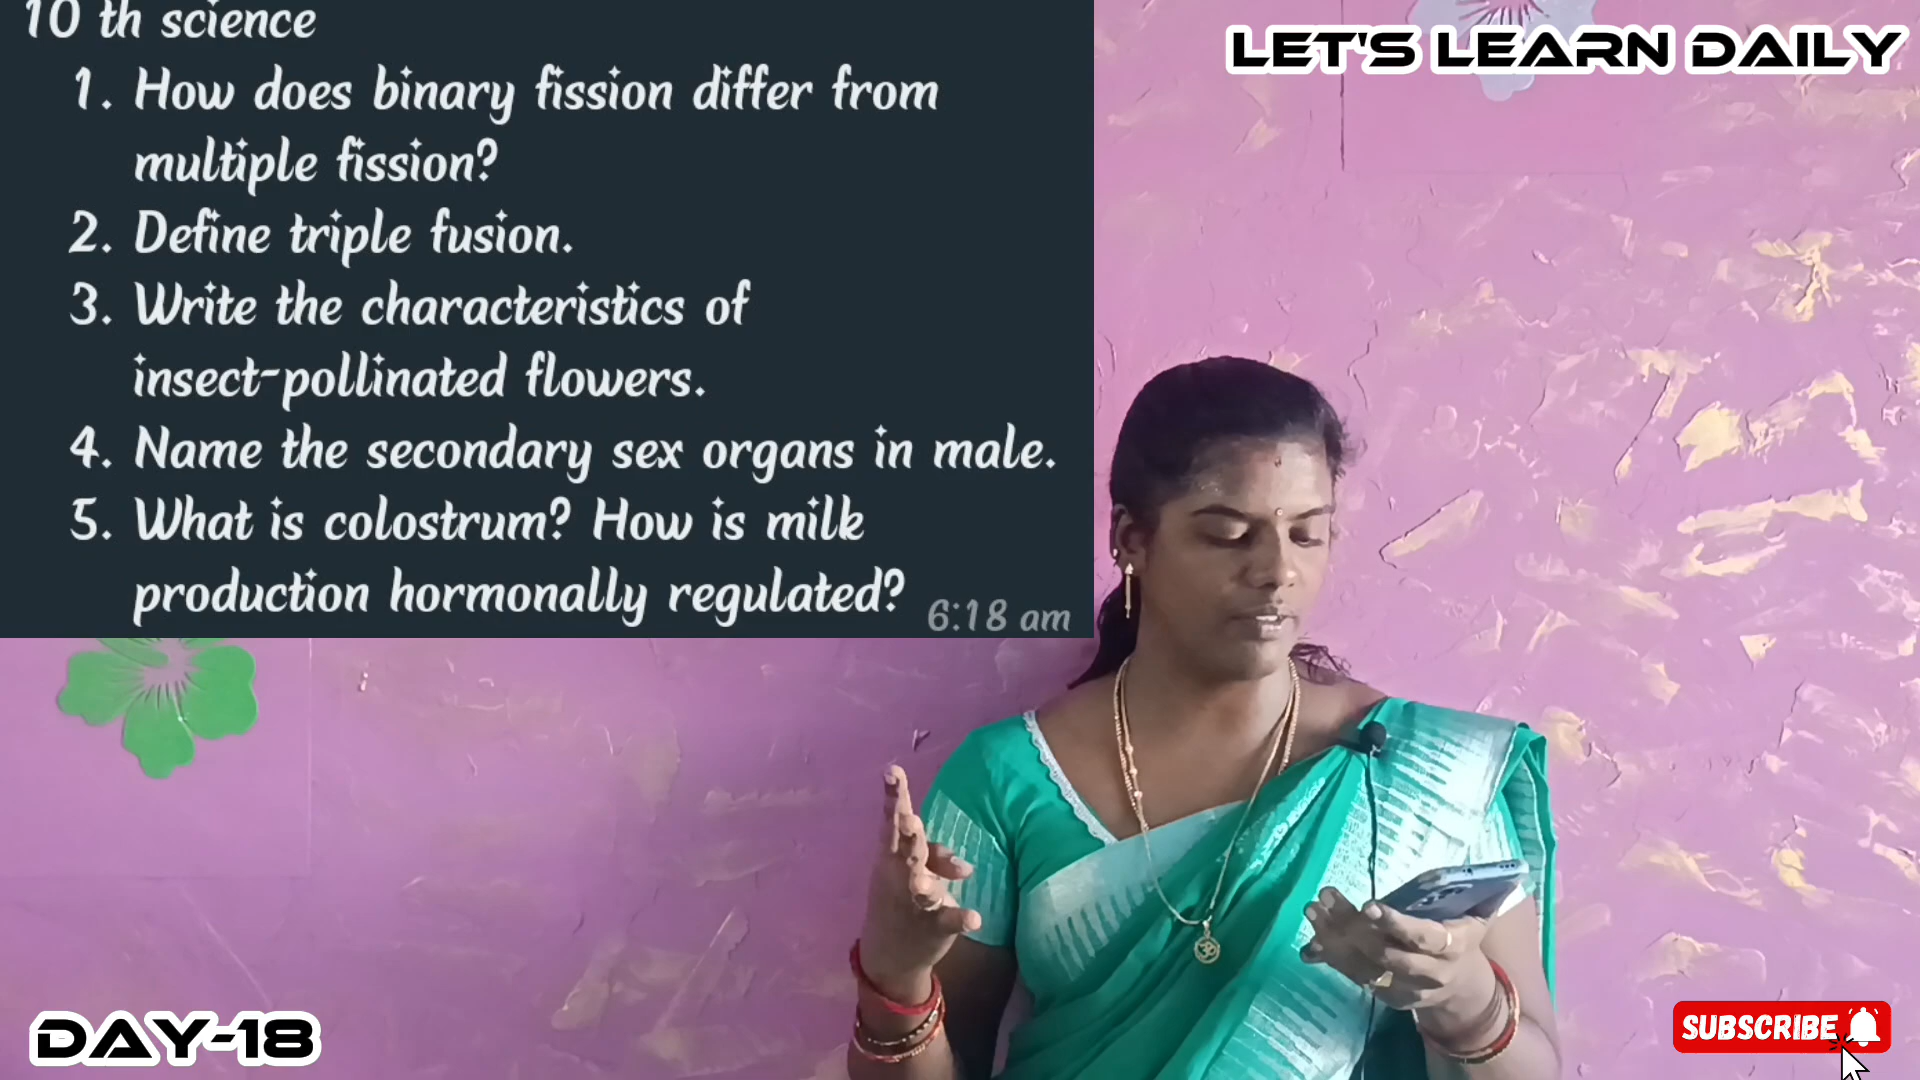 10 th science
1. How does binary fission differ from
multiple fission?
2. Define triple fusion.
3. Write the characteristics of
insect-pollinated flowers.
4. Name the secondary sex organs in male.
5. What is colostrum? How is milk
production hormonally regulated?
6:18 am
LET'S LEARN DAILY
DAY-18
SUBSCRIBE